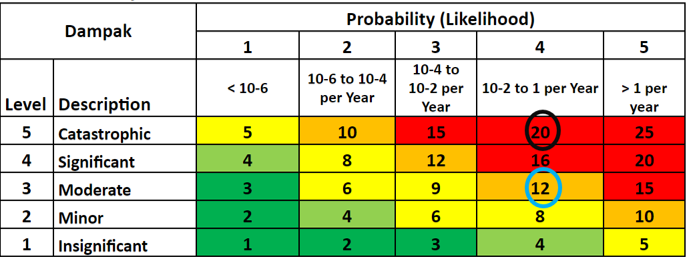 Dampak Probability (Likelihood)
1 2 3 4 5
Level Description < 10-6 10-6 to 10-4 per Year 10-4 to 10-2 per Year 10-2 to 1 per Year > 1 per year
5 Catastrophic 5 10 15 20 25
4 Significant 4 8 12 16 20
3 Moderate 3 6 9 12 15
2 Minor 2 4 6 8 10
1 Insignificant 1 2 3 4 5